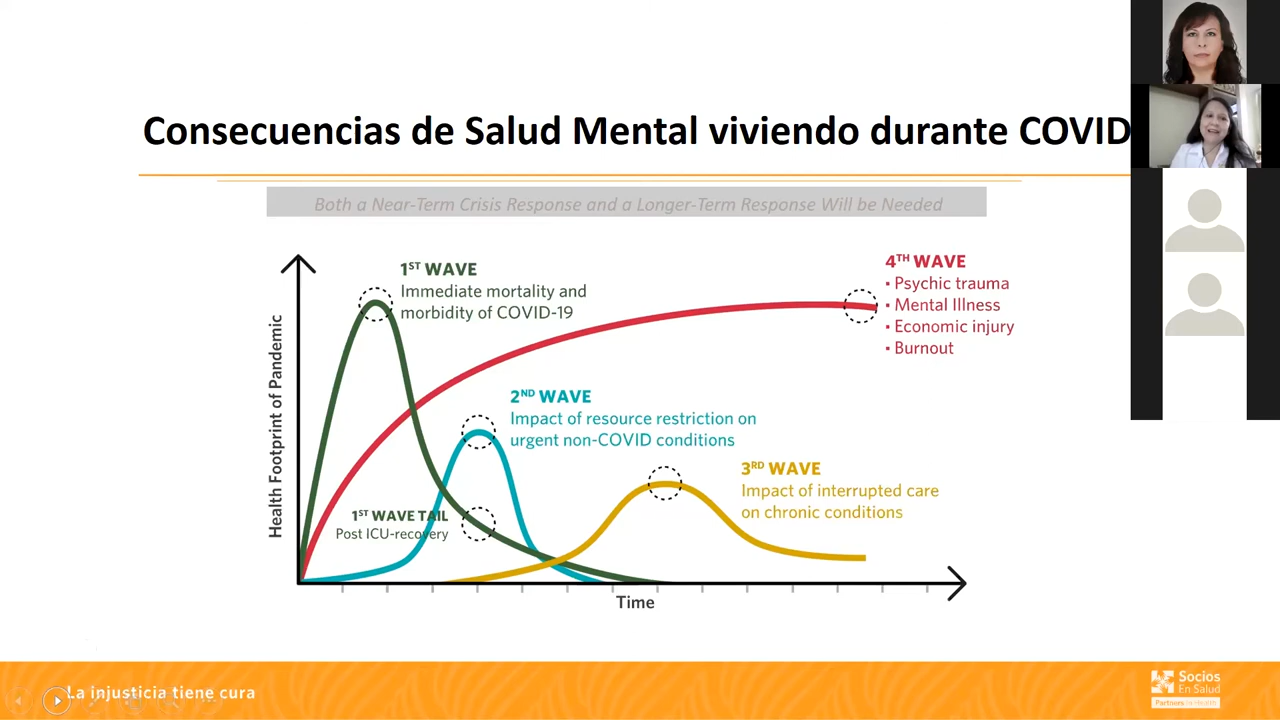 Consecuencias de Salud Mental viviendo durante COVID
Both a Near-Term Crisis Response and a Longer-Term Response Will be Needed
Health Footprint of Pandemic
1ST WAVE
Immediate mortality and
morbidity of COVID-19
4TH WAVE
▪ Psychic trauma
▪ Mental Illness
▪ Economic injury
▪ Burnout
2ND WAVE
Impact of resource restriction on
urgent non-COVID conditions
3RD WAVE
Impact of interrupted care
on chronic conditions
1ST WAVE TAIL
Post ICU-recovery
Time
La injusticia tiene cura
Socios
En Salud
Partners In Health